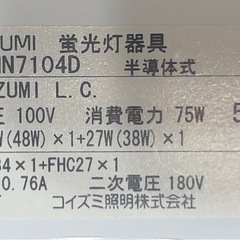 UMI 蛍光灯器具
N7104D 半導体式
ZUMI L.C.
100V 消費電力 75W 5
(48W)×1+27W(38W)×1
4×1+FHC27×1
0.76A 二次電圧 180V
コイズミ照明株式会社